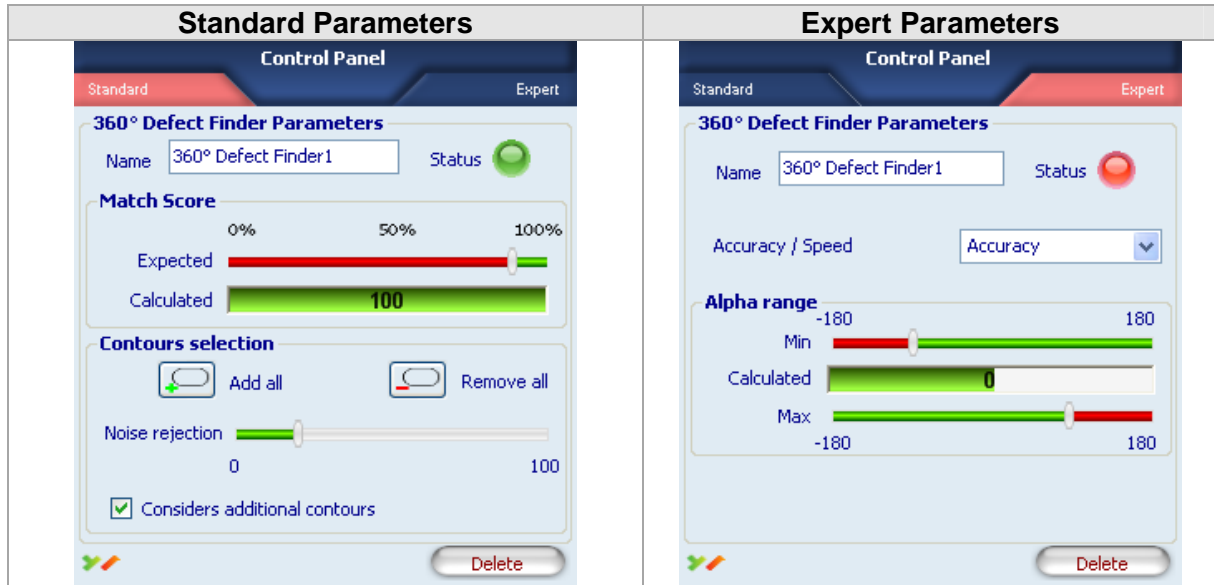 Standard Parameters
Expert Parameters
Control Panel
Standard
Expert
360° Defect Finder Parameters
Name
360° Defect Finder1
Status
Match Score
0%
50%
100%
Expected
Calculated
100
Contours selection
Add all
Remove all
Noise rejection
0
100
Considers additional contours
Delete
Control Panel
Standard
Expert
360° Defect Finder Parameters
Name
360° Defect Finder1
Status
Accuracy / Speed
Accuracy
Alpha range
-180
180
Min
Calculated
0
Max
-180
180
Delete